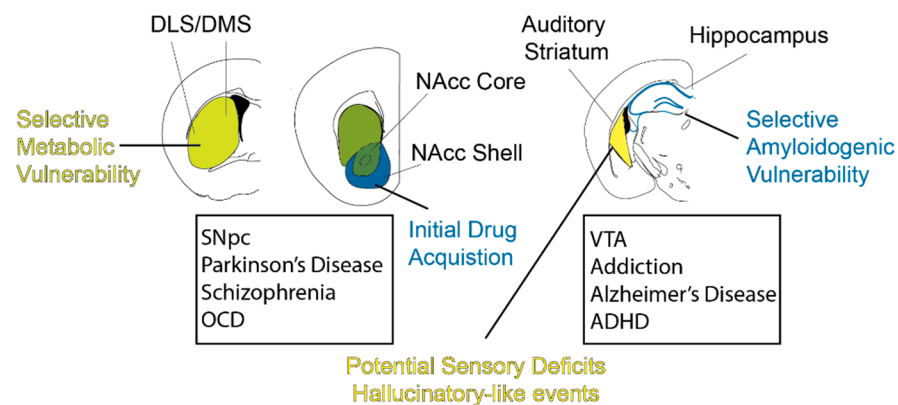 DLS/DMS
Auditory
Striatum
Hippocampus
NAcc Core
Selective
Metabolic
Vulnerability
NAcc Shell
Selective
Amyloidogenic
Vulnerability
Initial Drug
Acquistion
SNpc
Parkinson's Disease
Schizophrenia
OCD
VTA
Addiction
Alzheimer's Disease
ADHD
Potential Sensory Deficits
Hallucinatory-like events